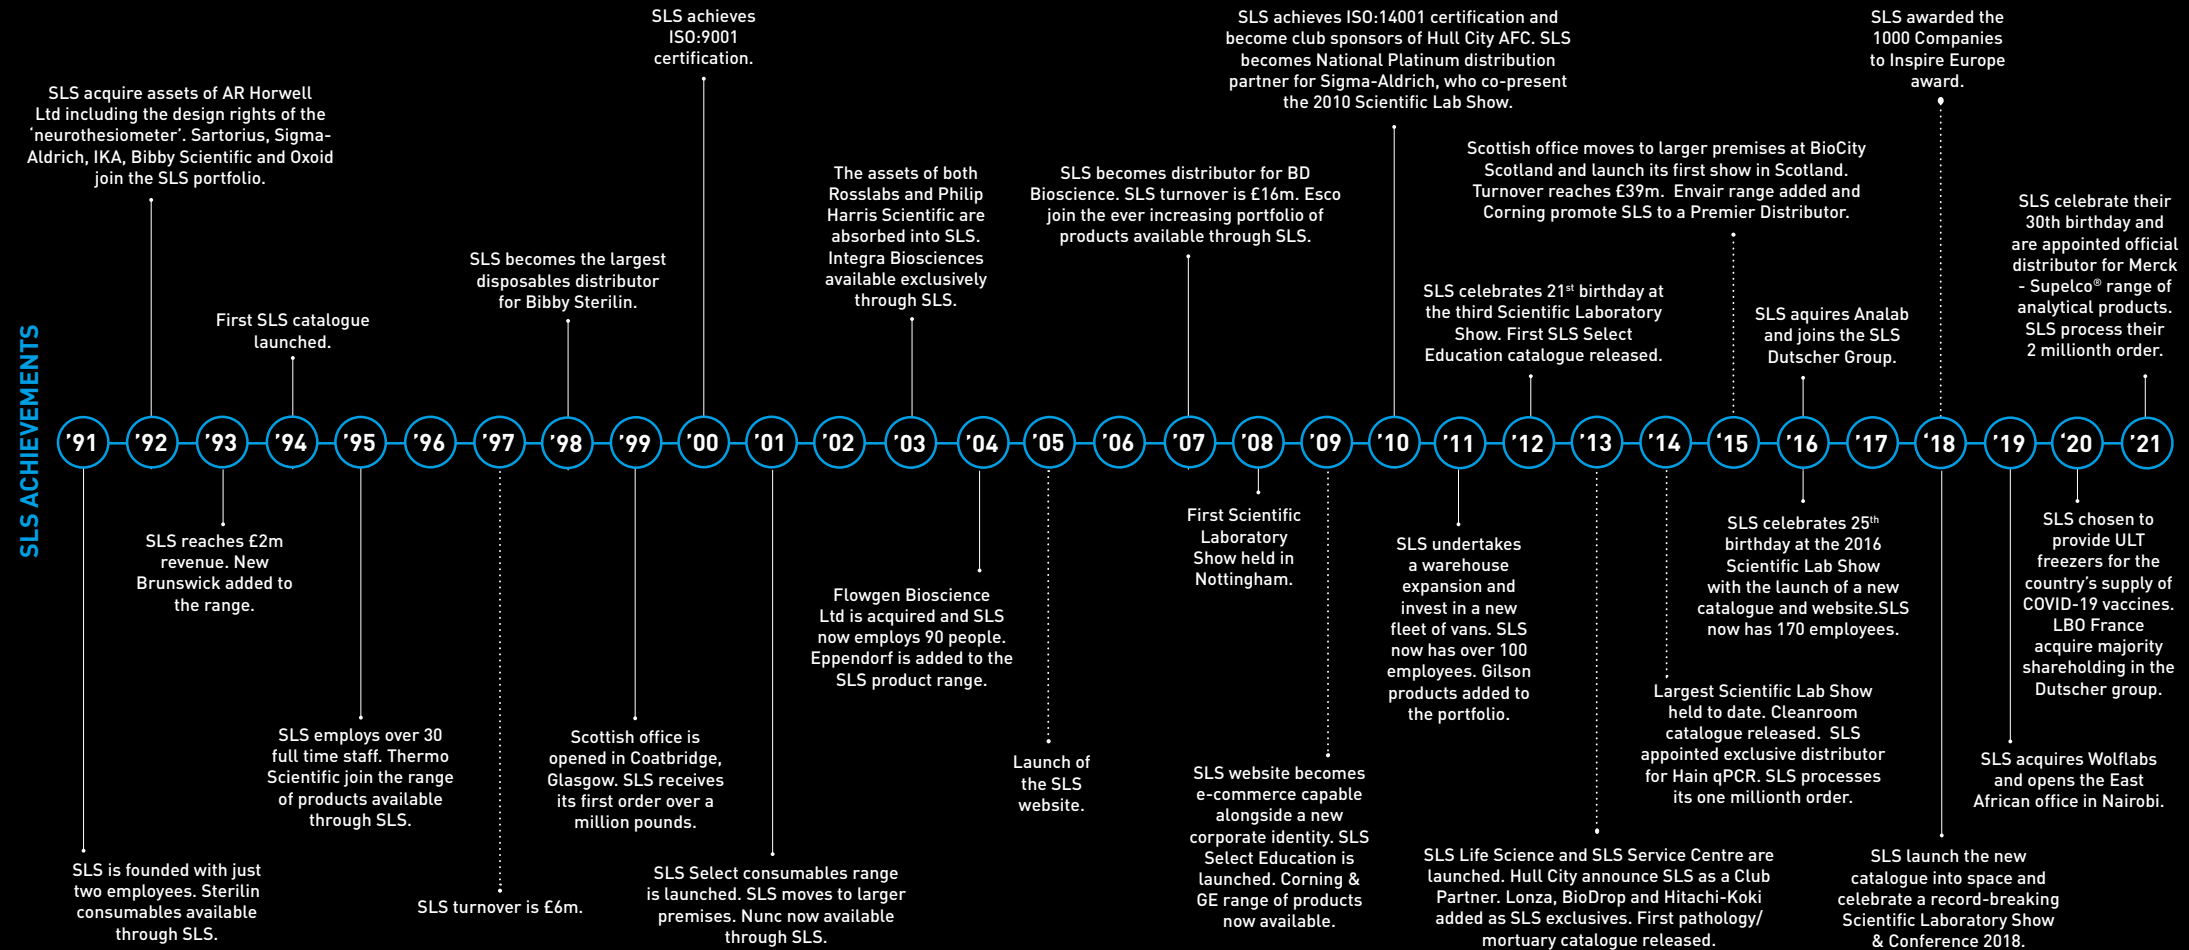 SLS ACHIEVEMENTS
SLS acquire assets of AR Horwell
Ltd including the design rights of the
‘neurothesiometer’. Sartorius, Sigma-
Aldrich, IKA, Bibby Scientific and Oxoid
join the SLS portfolio.
First SLS catalogue
launched.
SLS becomes the largest
disposables distributor
for Bibby Sterilin.
SLS achieves
ISO:9001
certification.
The assets of both
Rosslabs and Philip
Harris Scientific are
absorbed into SLS.
Integra Biosciences
available exclusively
through SLS.
SLS becomes distributor for BD
Bioscience. SLS turnover is £16m. Esco
join the ever increasing portfolio of
products available through SLS.
SLS achieves ISO:14001 certification and
become club sponsors of Hull City AFC. SLS
becomes National Platinum distribution
partner for Sigma-Aldrich, who co-present
the 2010 Scientific Lab Show.
SLS celebrates 21st birthday at
the third Scientific Laboratory
Show. First SLS Select
Education catalogue released.
Scottish office moves to larger premises at BioCity
Scotland and launch its first show in Scotland.
Turnover reaches £39m. Envair range added and
Corning promote SLS to a Premier Distributor.
SLS aquires Analab
and joins the SLS
Dutscher Group.
SLS awarded the
1000 Companies
to Inspire Europe
award.
SLS celebrate their
30th birthday and
are appointed official
distributor for Merck
- Supelco® range of
analytical products.
SLS process their
2 millionth order.
’91 ’92 ’93 ’94 ’95 ’96 ’97 ’98 ’99 ’00 ’01 ’02 ’03 ’04 ’05 ’06 ’07 ’08 ’09 ’10 ’11 ’12 ’13 ’14 ‘15 ’16 ’17 ‘18 ’19 ‘20 ’21
SLS is founded with just
two employees. Sterilin
consumables available
through SLS.
SLS reaches £2m
revenue. New
Brunswick added to
the range.
SLS employs over 30
full time staff. Thermo
Scientific join the range
of products available
through SLS.
SLS turnover is £6m.
Scottish office is
opened in Coatbridge,
Glasgow. SLS receives
its first order over a
million pounds.
SLS Select consumables range
is launched. SLS moves to larger
premises. Nunc now available
through SLS.
Flowgen Bioscience
Ltd is acquired and SLS
now employs 90 people.
Eppendorf is added to the
SLS product range.
Launch of
the SLS
website.
First Scientific
Laboratory
Show held in
Nottingham.
SLS website becomes
e-commerce capable
alongside a new
corporate identity. SLS
Select Education is
launched. Corning &
GE range of products
now available.
SLS undertakes
a warehouse
expansion and
invest in a new
fleet of vans. SLS
now has over 100
employees. Gilson
products added to
the portfolio.
SLS Life Science and SLS Service Centre are
launched. Hull City announce SLS as a Club
Partner. Lonza, BioDrop and Hitachi-Koki
added as SLS exclusives. First pathology/
mortuary catalogue released.
Largest Scientific Lab Show
held to date. Cleanroom
catalogue released. SLS
appointed exclusive distributor
for Hain qPCR. SLS processes
its one millionth order.
SLS celebrates 25th
birthday at the 2016
Scientific Lab Show
with the launch of a new
catalogue and website.SLS
now has 170 employees.
SLS launch the new
catalogue into space and
celebrate a record-breaking
Scientific Laboratory Show
& Conference 2018.
SLS acquires Wolflabs
and opens the East
African office in Nairobi.
SLS chosen to
provide ULT
freezers for the
country’s supply of
COVID-19 vaccines.
LBO France
acquire majority
shareholding in the
Dutscher group.